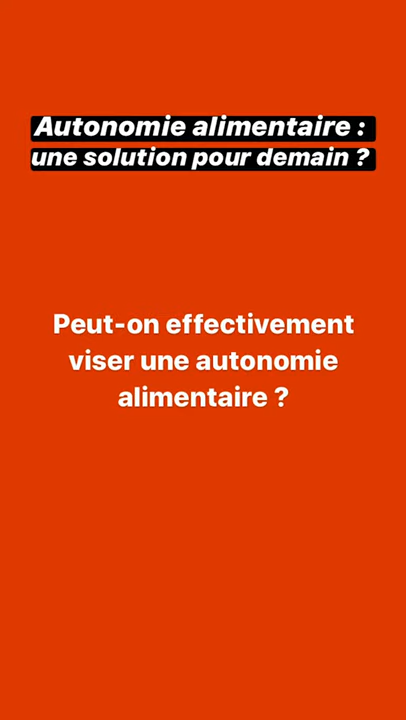 Autonomie alimentaire :
une solution pour demain ?
Peut-on effectivement
viser une autonomie
alimentaire ?